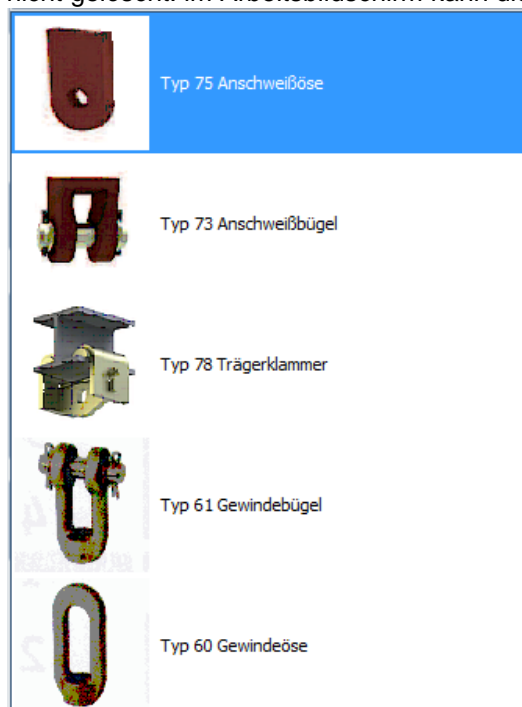 Typ 75 Anschweißöse
Typ 73 Anschweißbügel
Typ 78 Trägerklammer
Typ 61 Gewindebügel
Typ 60 Gewindeöse